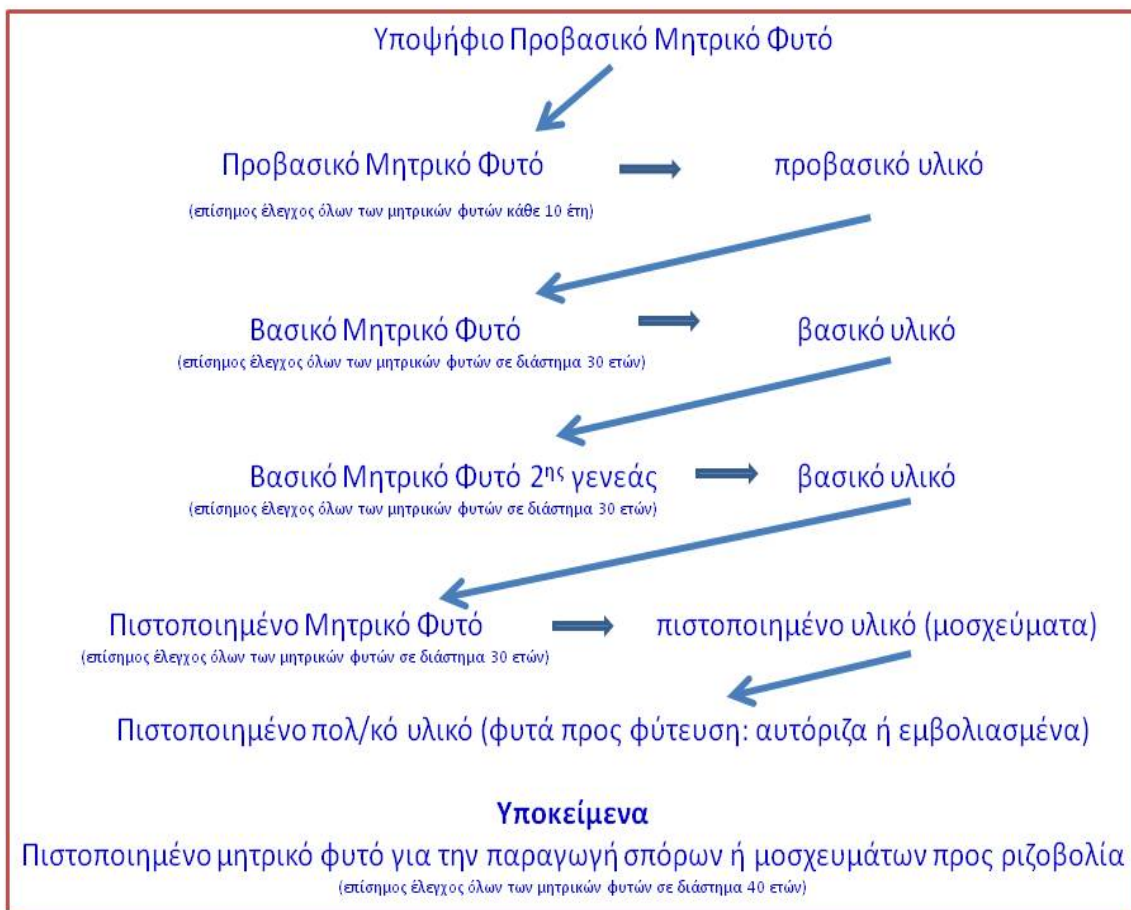 Υποψήφιο Προβασικό Μητρικό Φυτό
Προβασικό Μητρικό Φυτό προβασικό υλικό
(επίσημος έλεγχος όλων των μητρικών φυτών κάθε 10 έτη)
Βασικό Μητρικό Φυτό βασικό υλικό
(επίσημος έλεγχος όλων των μητρικών φυτών σε διάστημα 30 ετών)
Βασικό Μητρικό Φυτό 2ης γενεάς βασικό υλικό
(επίσημος έλεγχος όλων των μητρικών φυτών σε διάστημα 30 ετών)
Πιστοποιημένο Μητρικό Φυτό πιστοποιημένο υλικό (μοσχεύματα)
(επίσημος έλεγχος όλων των μητρικών φυτών σε διάστημα 30 ετών)
Πιστοποιημένο πολ/κό υλικό (φυτά προς φύτευση: αυτόριζα ή εμβολιασμένα)
Υποκείμενα
Πιστοποιημένο μητρικό φυτό για την παραγωγή σπόρων ή μοσχευμάτων προς ριζοβολία
(επίσημος έλεγχος όλων των μητρικών φυτών σε διάστημα 40 ετών)